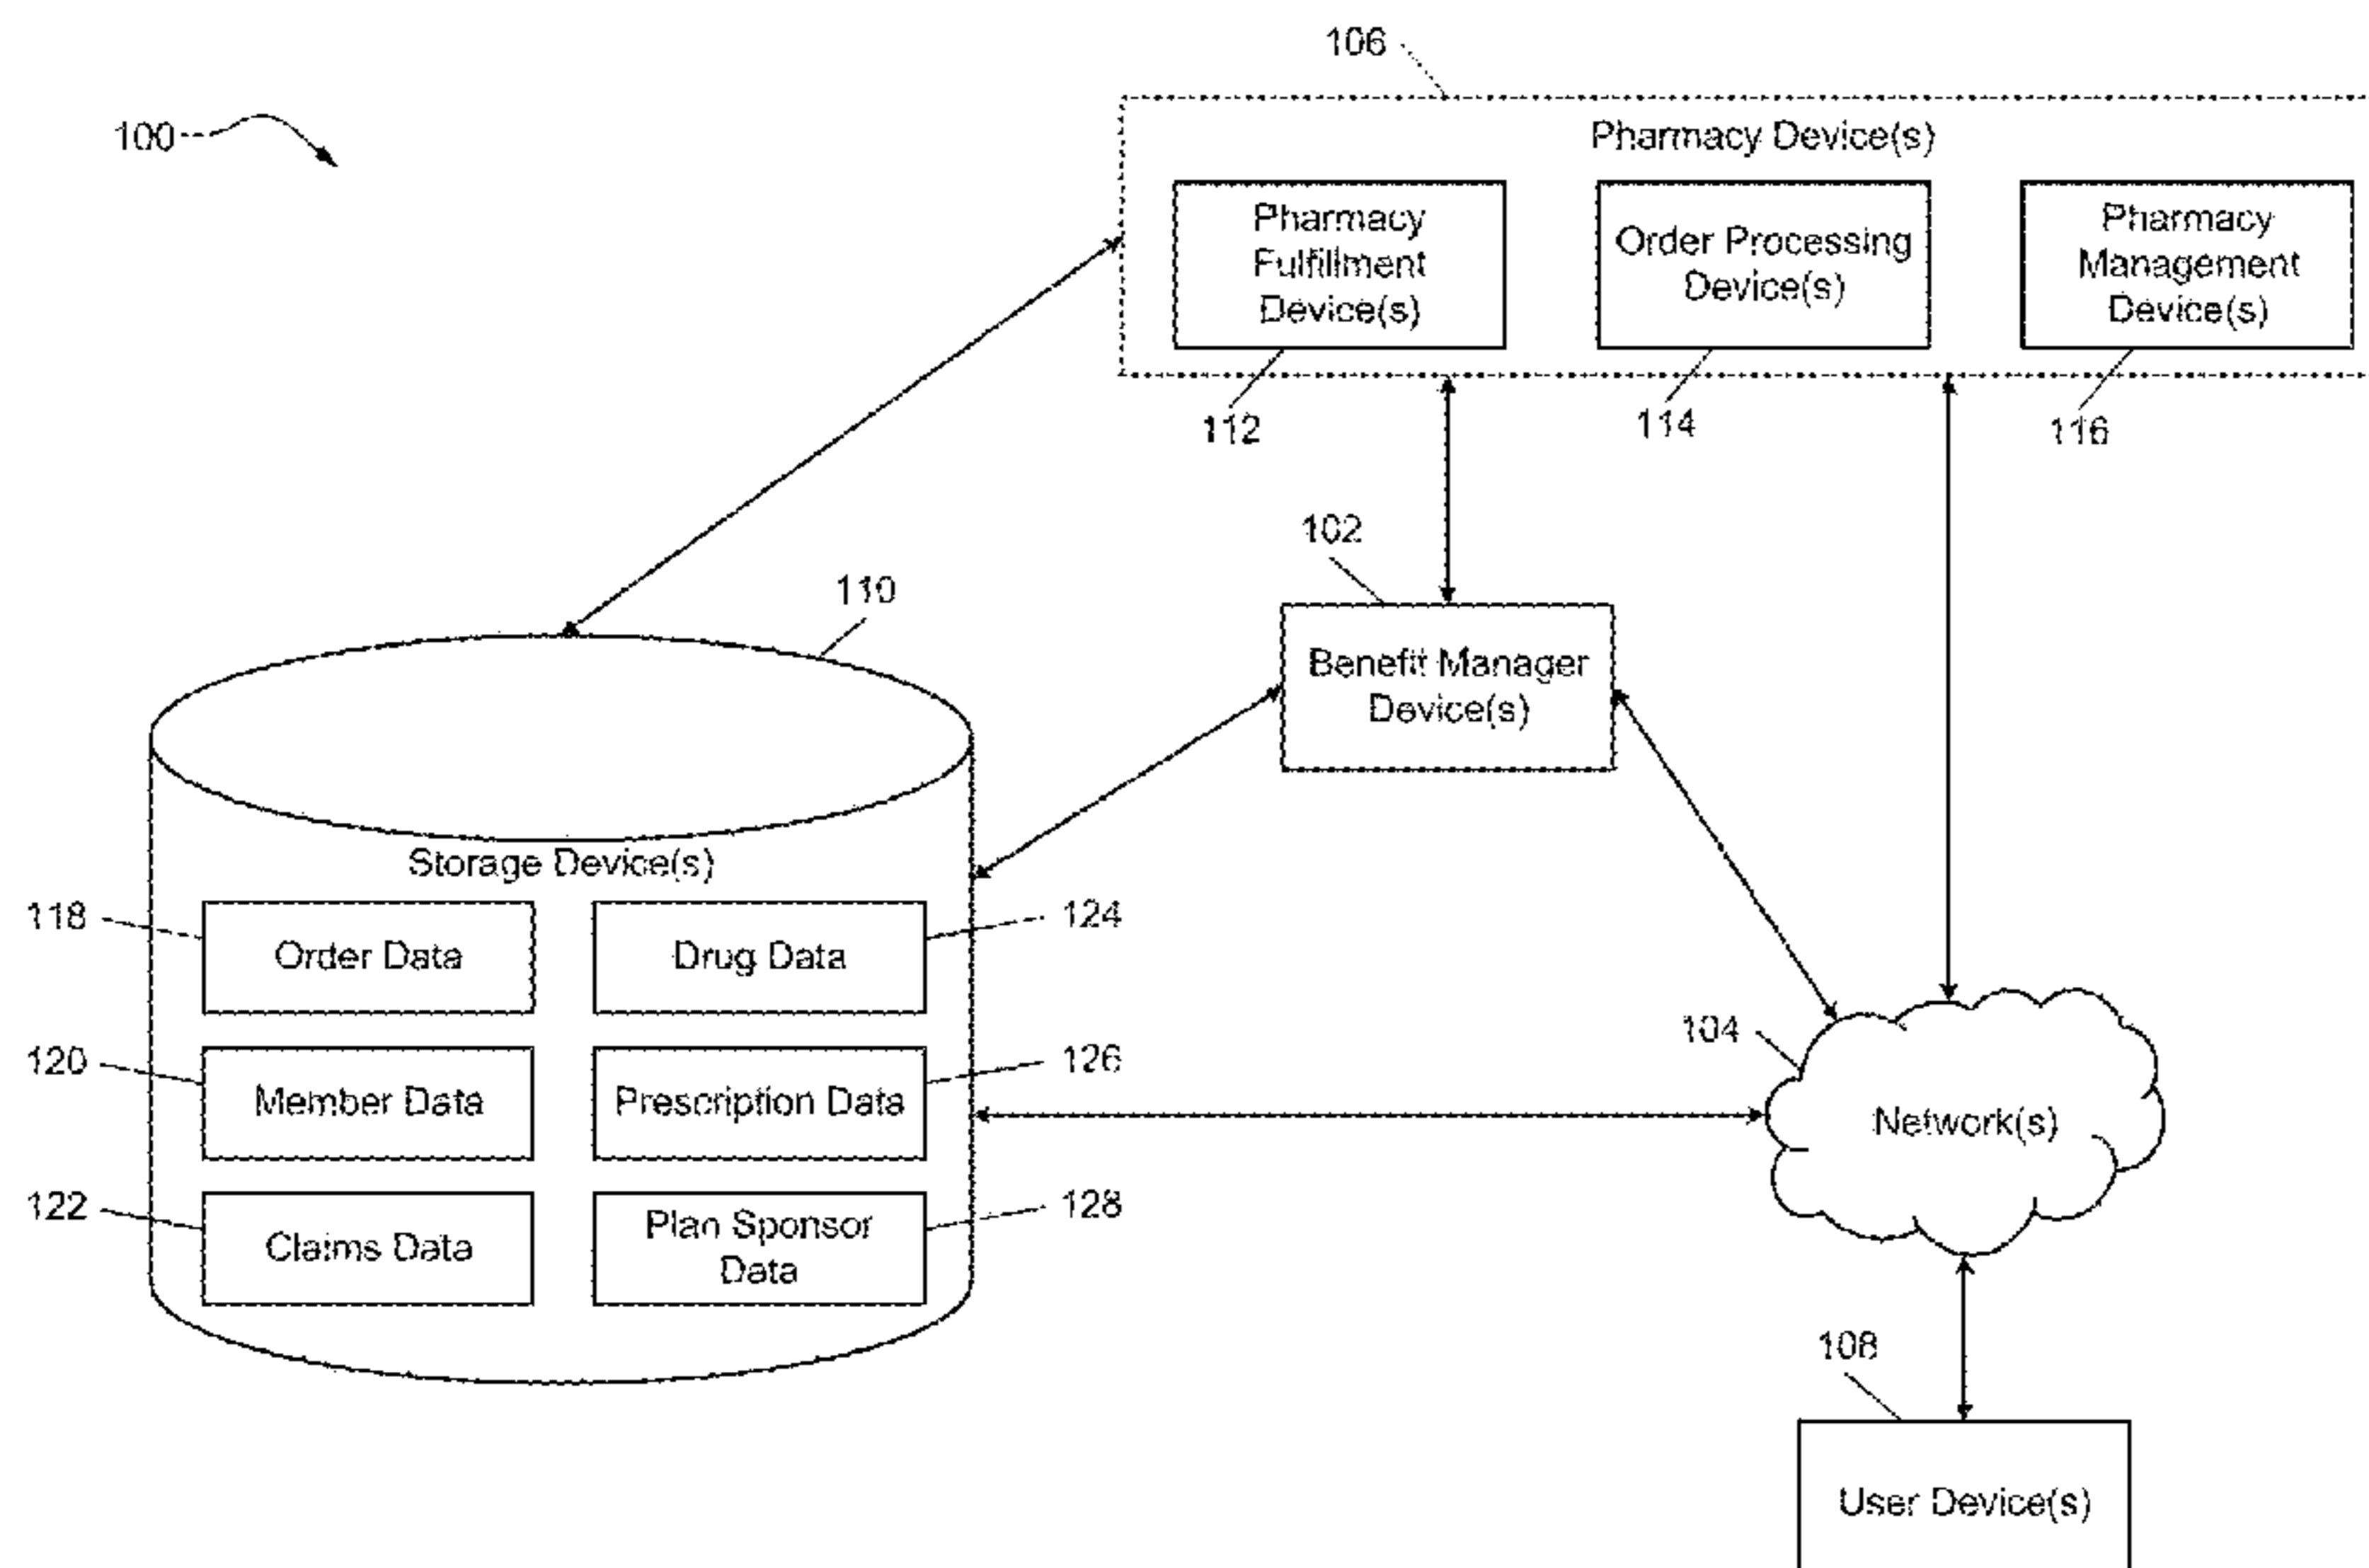 106
100
Pharmacy Device(s)
Pharmacy
Fulfillment
Device(s)
Order Processing
Device(s)
Pharmacy
Management
Device(s)
112
114
116
102
110
Benefit Manager
Device(s)
Storage Device(s)
118
Order Data
Drug Data
124
104
120
Member Data
Prescription Data
126
Network(s)
122
Claims Data
Plan Sponsor
Data
128
108
User Device(s)